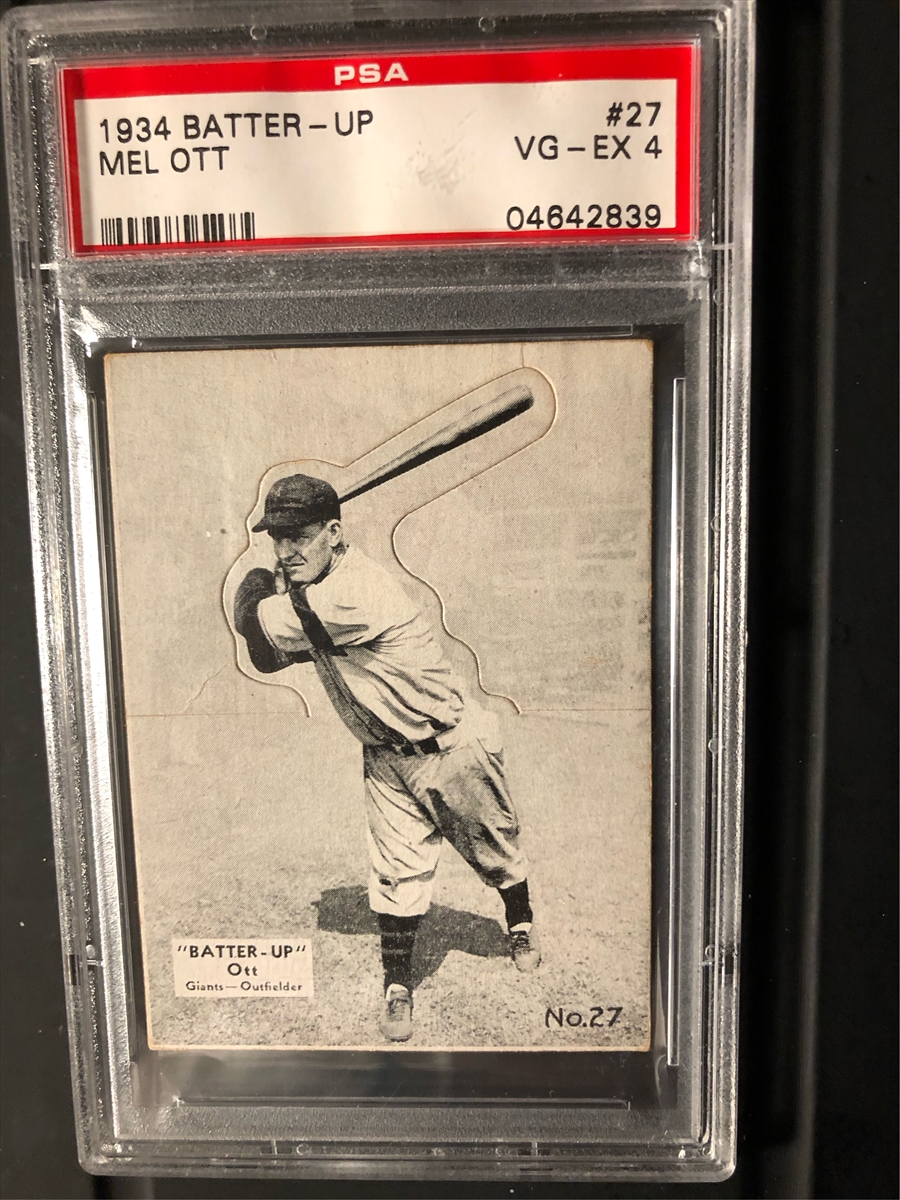 PSA
1934 BATTER-UP #27
MEL OTT VG-EX 4
04642839
"BATTER-UP"
Ott
Giants—Outfielder
No.27